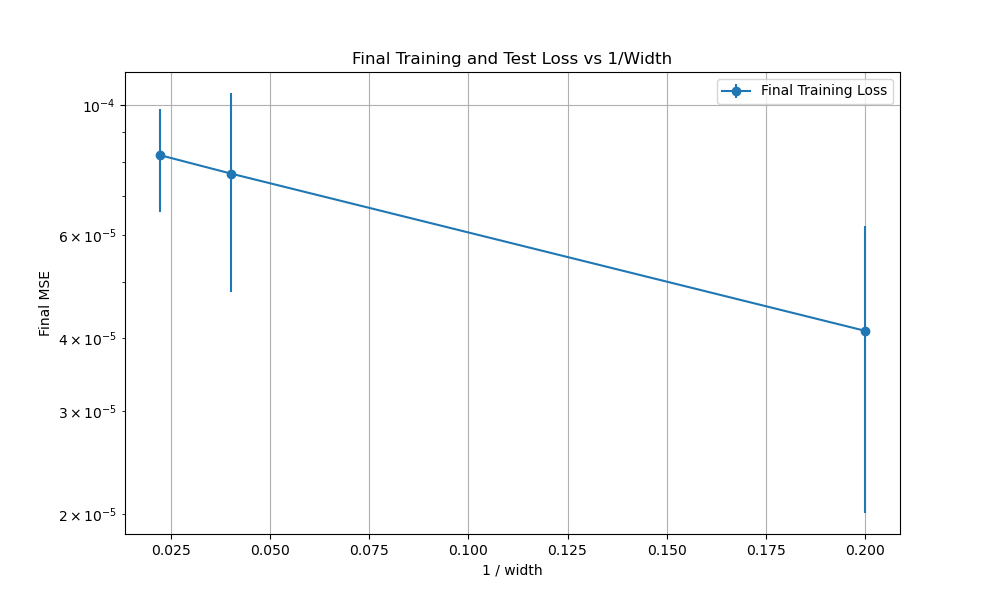 Final Training and Test Loss vs 1/Width
Final Training Loss
10⁻⁴
6×10⁻⁵
4×10⁻⁵
3×10⁻⁵
2×10⁻⁵
Final MSE
0.025 0.050 0.075 0.100 0.125 0.150 0.175 0.200
1 / width